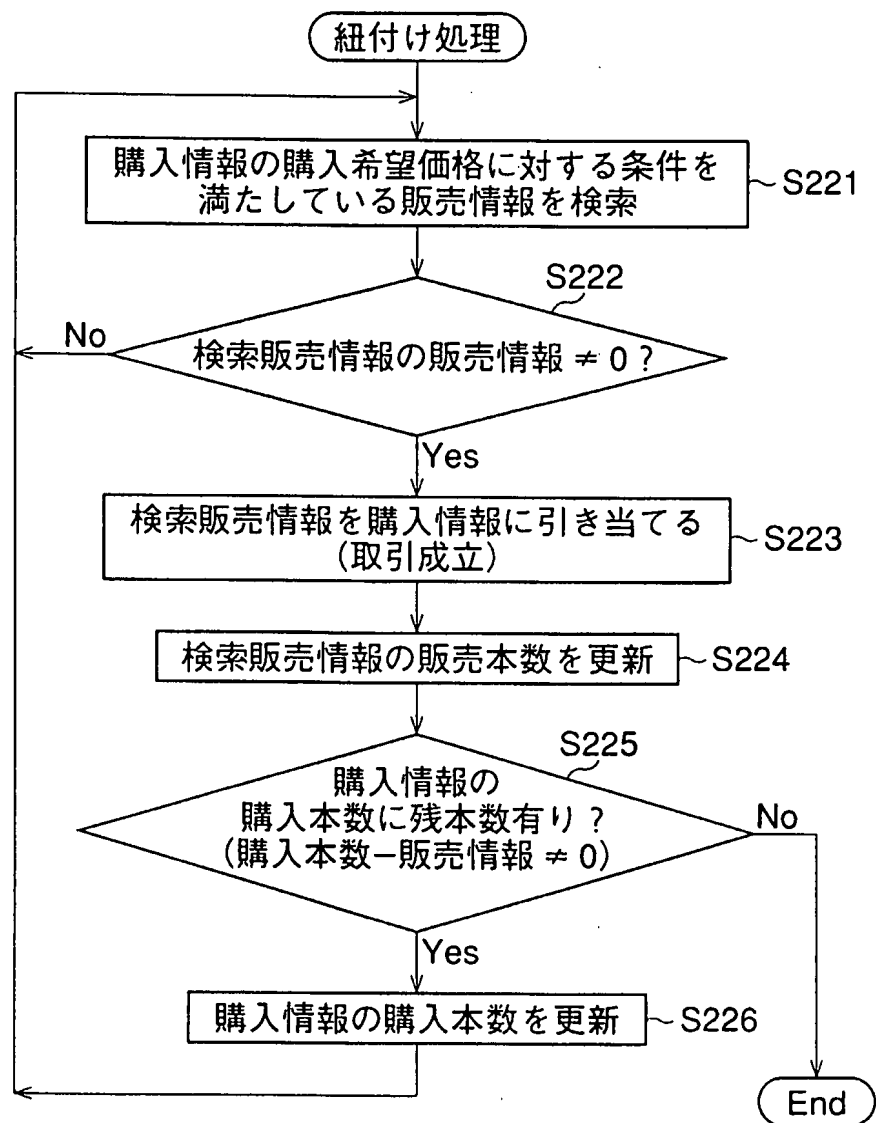 紐付け処理
購入情報の購入希望価格に対する条件を
満たしている販売情報を検索
S221
S222
No
検索販売情報の販売情報 ≠ 0 ?
Yes
検索販売情報を購入情報に引き当てる
(取引成立)
S223
検索販売情報の販売本数を更新
S224
S225
購入情報の
購入本数に残本数有り ?
(購入本数−販売情報 ≠ 0)
No
Yes
購入情報の購入本数を更新
S226
End